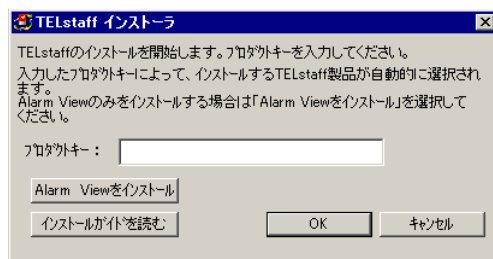 TELstaff インストーラ
TELstaffのインストールを開始します。ﾌﾟﾛﾀﾞｸﾄキーを入力してください。
入力したﾌﾟﾛﾀﾞｸﾄキーによって、インストールするTELstaff製品が自動的に選択され
ます。
Alarm Viewのみをインストールする場合は「Alarm Viewをインストール」を選択して
ください。
ﾌﾟﾛﾀﾞｸﾄキー：
Alarm Viewをインストール
インストールガイドを読む
OK
キャンセル